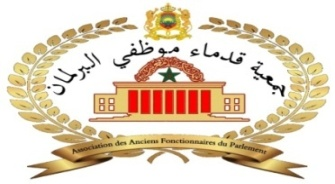 جمعية قدماء موظفي البرلمان
Association des Anciens Fonctionnaires du Parlement